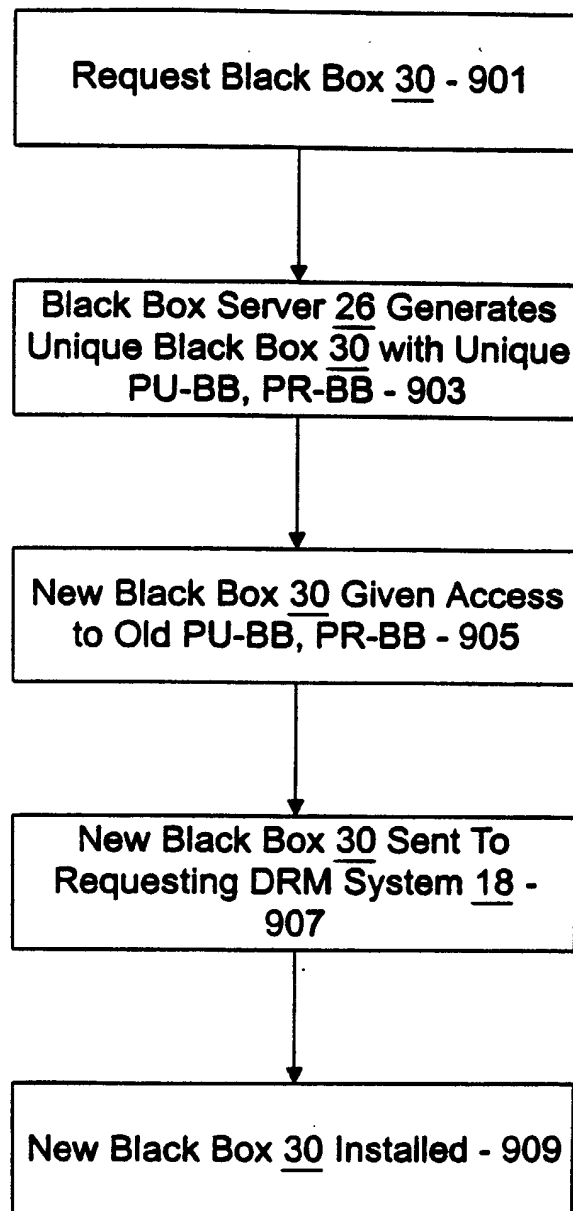 Request Black Box 30 - 901
Black Box Server 26 Generates
Unique Black Box 30 with Unique
PU-BB, PR-BB - 903
New Black Box 30 Given Access
to Old PU-BB, PR-BB - 905
New Black Box 30 Sent To
Requesting DRM System 18 -
907
New Black Box 30 Installed - 909